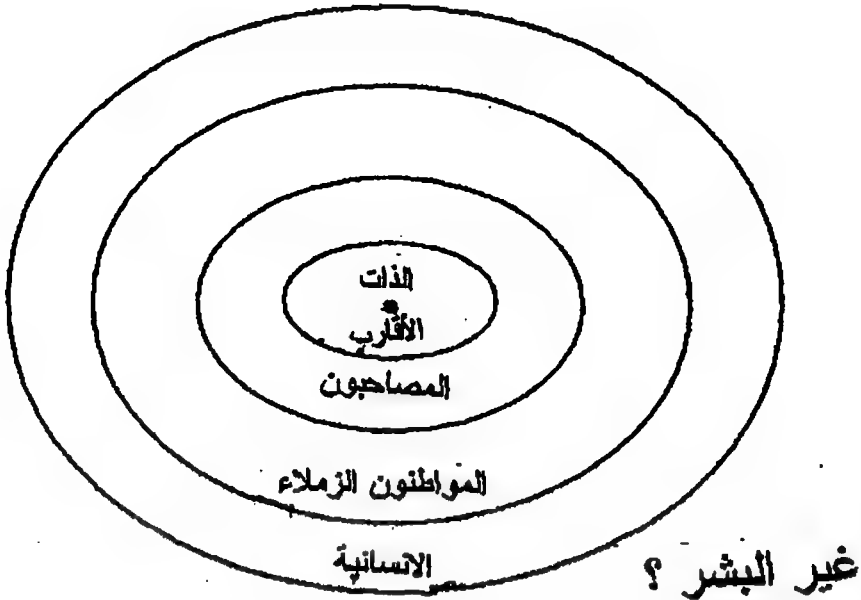 الذات
الأقارب
المصاحبون
المواطنون الزملاء
الانسانية
غير البشر ؟